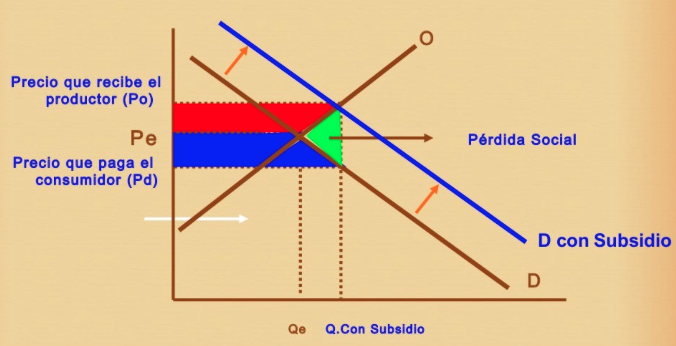 O
Precio que recibe el
productor (Po)
Pe
Pérdida Social
Precio que paga el
consumidor (Pd)
D con Subsidio
D
Qe
Q.Con Subsidio